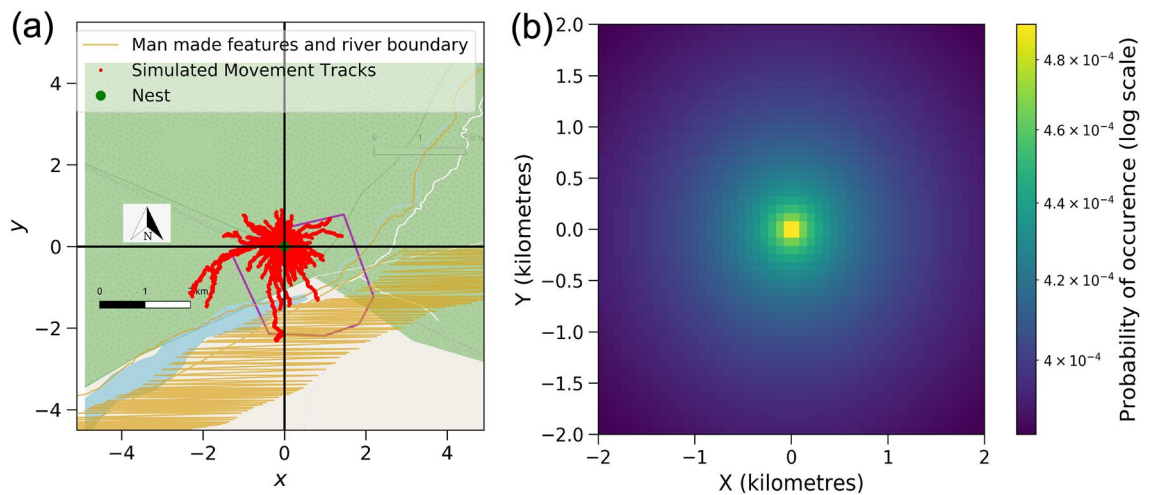 (a)
Man made features and river boundary
Simulated Movement Tracks
Nest
4
2
0
−2
−4
y
N
0 1 2 km
0 1
−4 −2 0 2 4
x
(b)
2.0
1.5
1.0
0.5
0.0
−0.5
−1.0
−1.5
−2.0
Y (kilometres)
−2 −1 0 1 2
X (kilometres)
4.8 × 10⁻⁴
4.6 × 10⁻⁴
4.4 × 10⁻⁴
4.2 × 10⁻⁴
4 × 10⁻⁴
Probability of occurence (log scale)